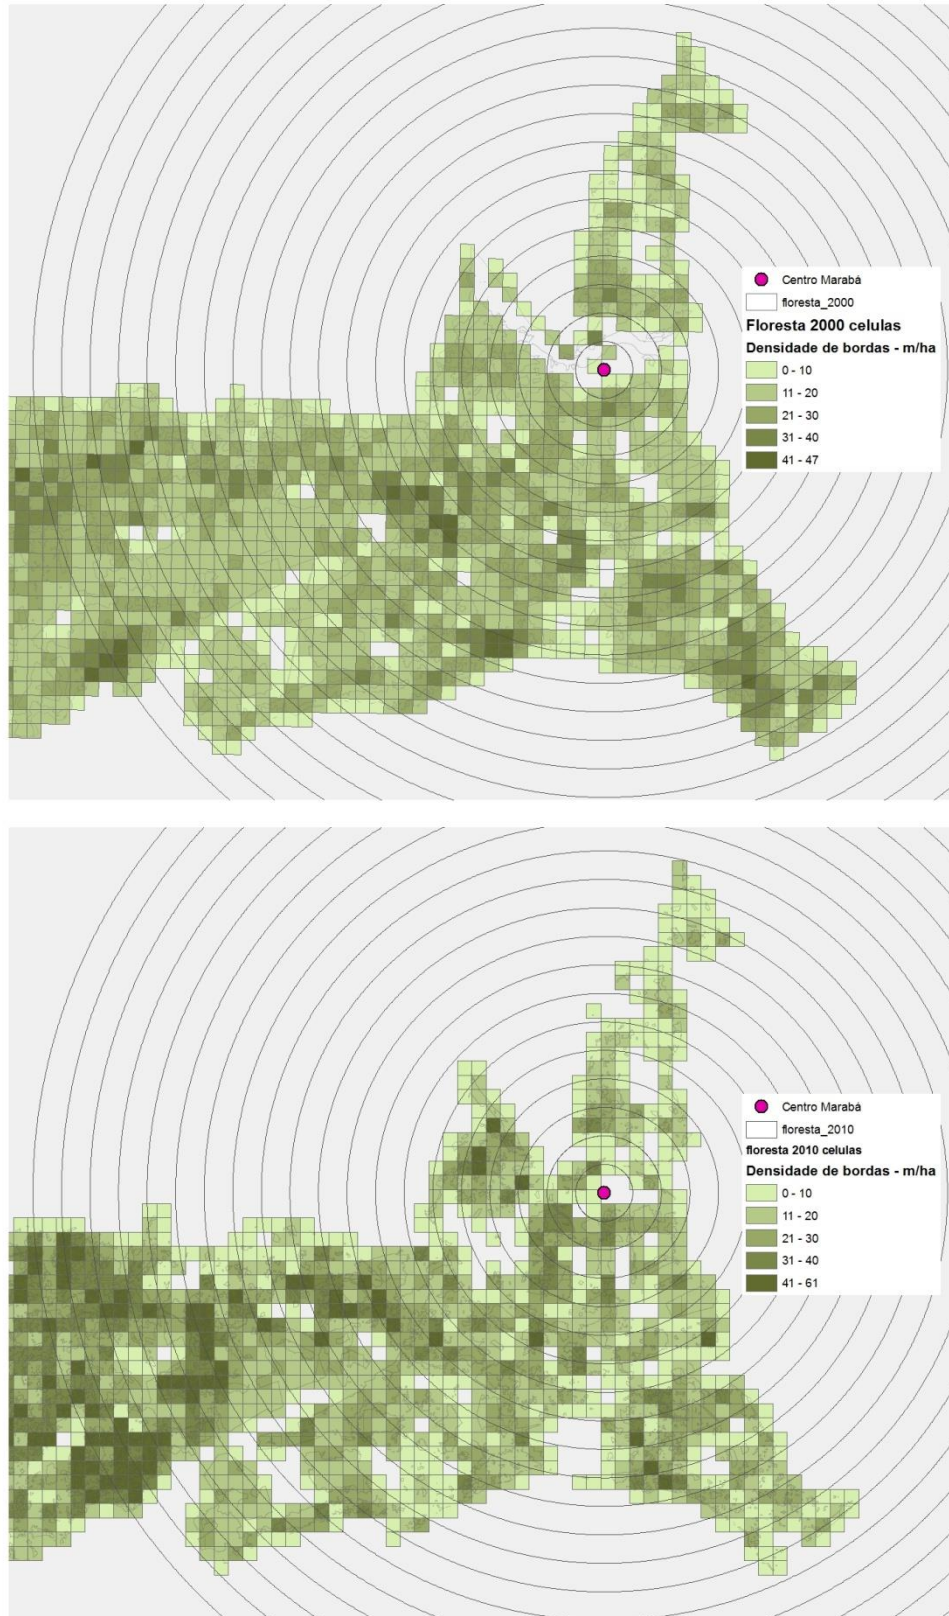 Centro Marabá
floresta_2000
Floresta 2000 celulas
Densidade de bordas - m/ha
0 - 10
11 - 20
21 - 30
31 - 40
41 - 47
Centro Marabá
floresta_2010
floresta 2010 celulas
Densidade de bordas - m/ha
0 - 10
11 - 20
21 - 30
31 - 40
41 - 61